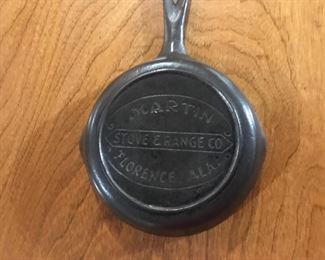 MARTIN
STOVE & RANGE CO
FLORENCE, ALA.